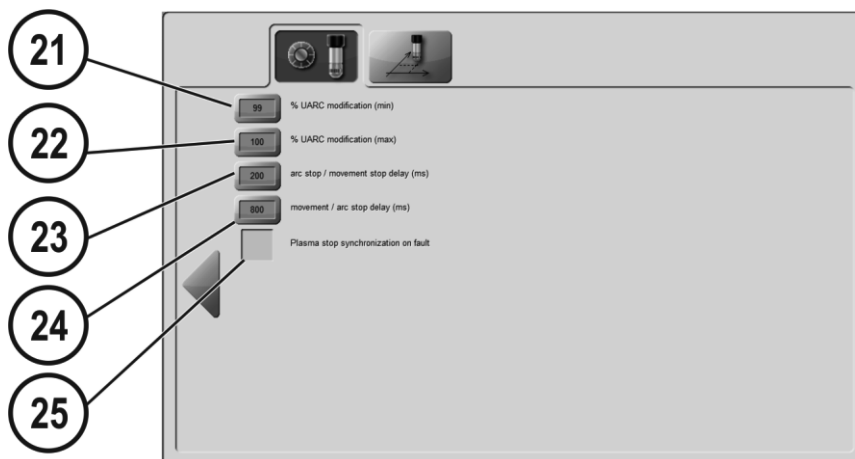 21
99 % UARC modification (min)
22
100 % UARC modification (max)
200 arc stop / movement stop delay (ms)
23
800 movement / arc stop delay (ms)
Plasma stop synchronization on fault
24
25